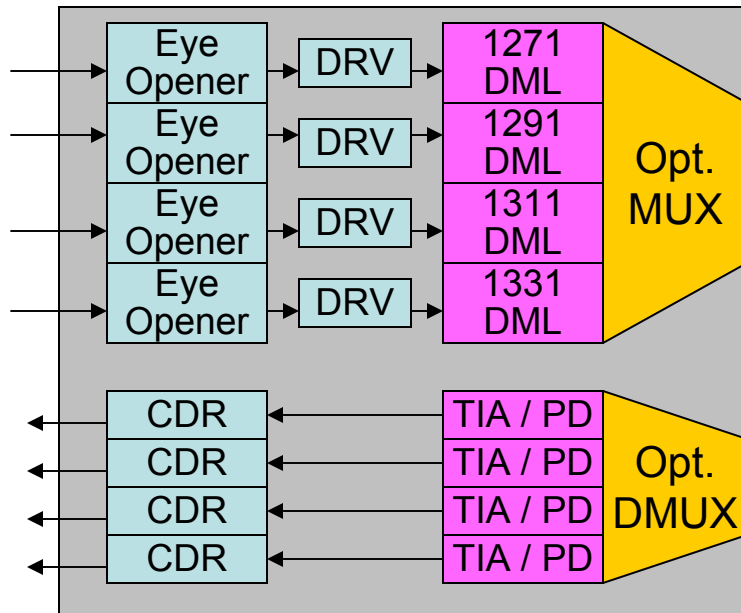 Eye
Opener
DRV
1271
DML
Eye
Opener
DRV
1291
DML
Opt.
MUX
Eye
Opener
DRV
1311
DML
Eye
Opener
DRV
1331
DML
CDR
TIA / PD
CDR
TIA / PD
Opt.
DMUX
CDR
TIA / PD
CDR
TIA / PD